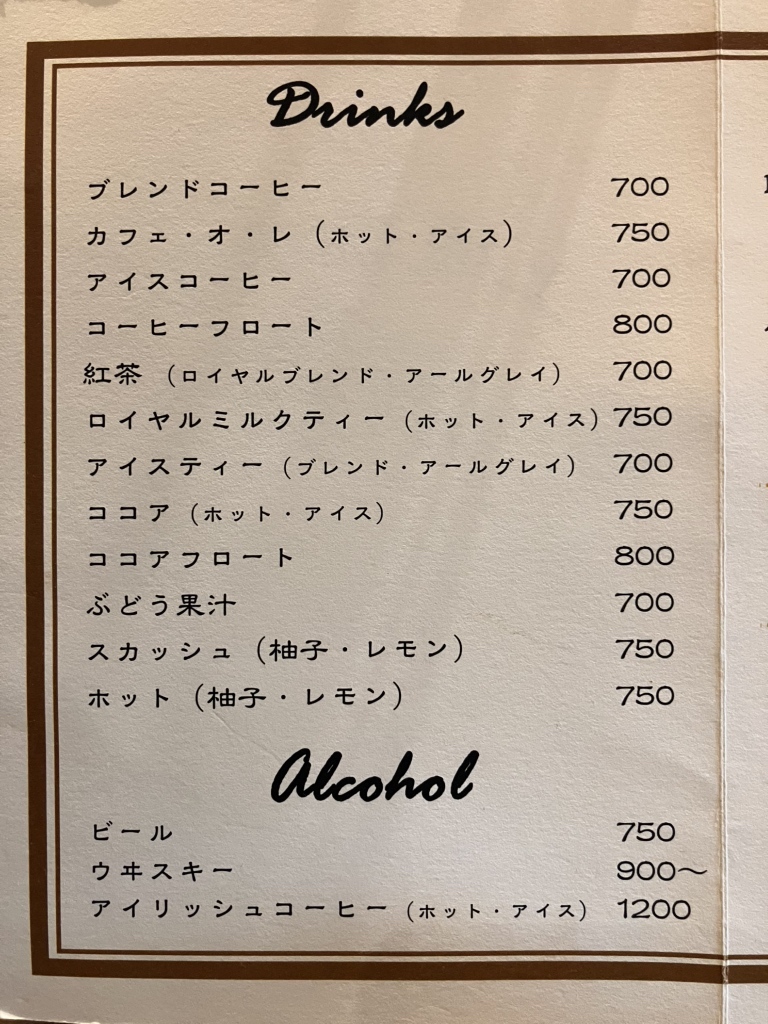 Drinks
ブレンドコーヒー 700
カフェ・オ・レ (ホット・アイス) 750
アイスコーヒー 700
コーヒーフロート 800
紅茶 (ロイヤルブレンド・アールグレイ) 700
ロイヤルミルクティー (ホット・アイス) 750
アイスティー (ブレンド・アールグレイ) 700
ココア (ホット・アイス) 750
ココアフロート 800
ぶどう果汁 700
スカッシュ (柚子・レモン) 750
ホット (柚子・レモン) 750
Alcohol
ビール 750
ウヰスキー 900〜
アイリッシュコーヒー (ホット・アイス) 1200